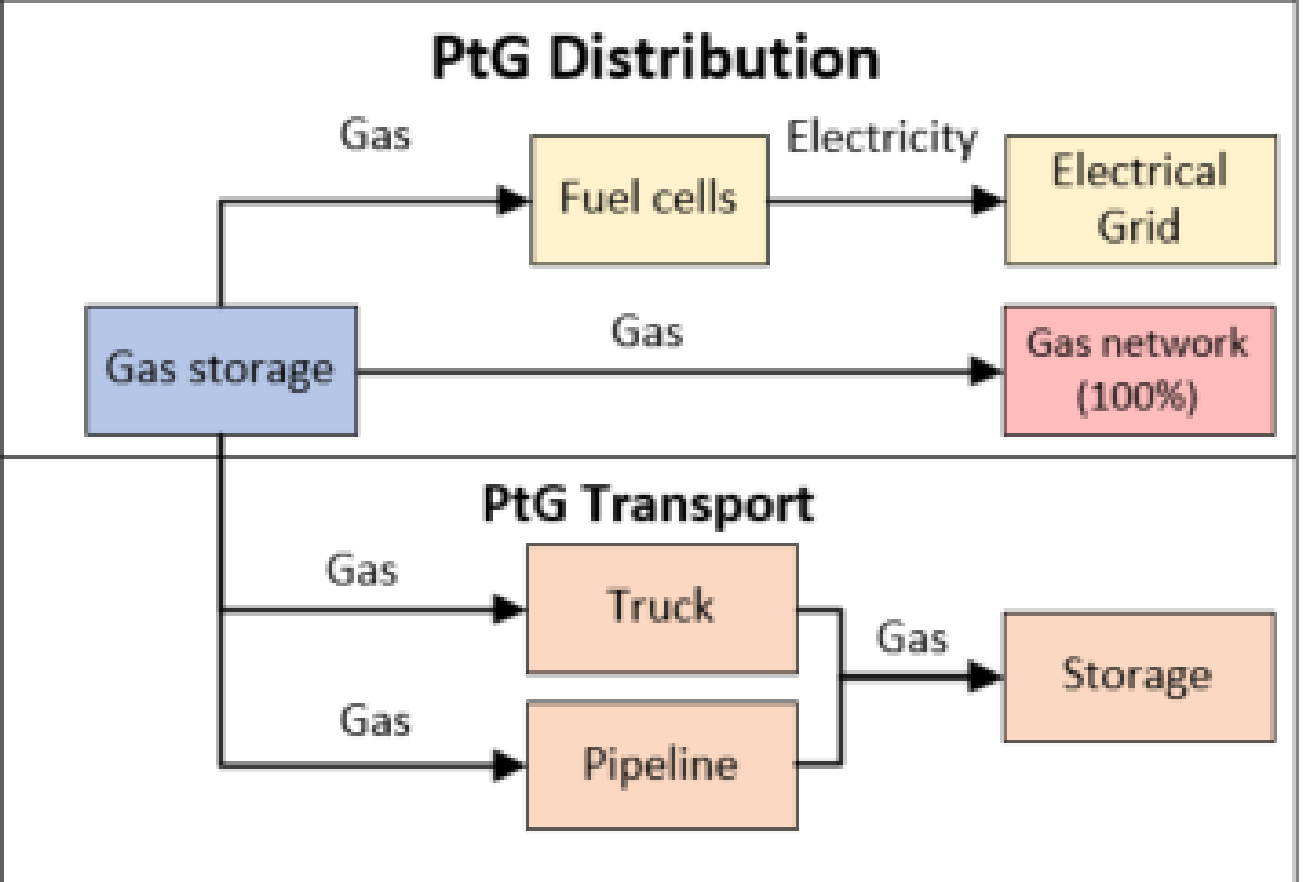 PtG Distribution
Gas
Electricity
Fuel cells
Electrical
Grid
Gas storage
Gas
Gas network
(100%)
PtG Transport
Gas
Truck
Gas
Storage
Gas
Pipeline